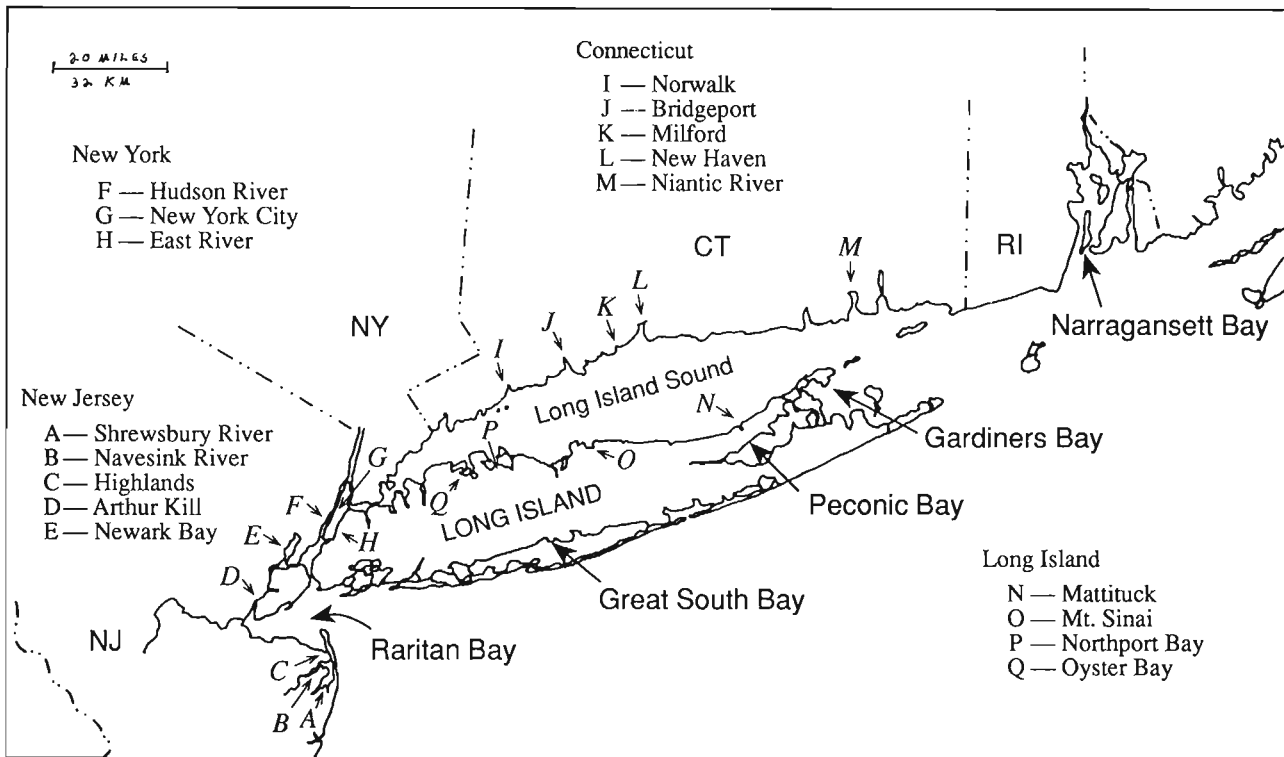 20 MILES
32 KM
Connecticut
I — Norwalk
J — Bridgeport
K — Milford
L — New Haven
M — Niantic River
New York
F — Hudson River
G — New York City
H — East River
CT
RI
M
L
K
J
I
NY
Narragansett Bay
Long Island Sound
N
P
O
Q
G
F
E
H
D
New Jersey
A — Shrewsbury River
B — Navesink River
C — Highlands
D — Arthur Kill
E — Newark Bay
LONG ISLAND
Gardiners Bay
Peconic Bay
Great South Bay
Raritan Bay
NJ
C
B
A
Long Island
N — Mattituck
O — Mt. Sinai
P — Northport Bay
Q — Oyster Bay